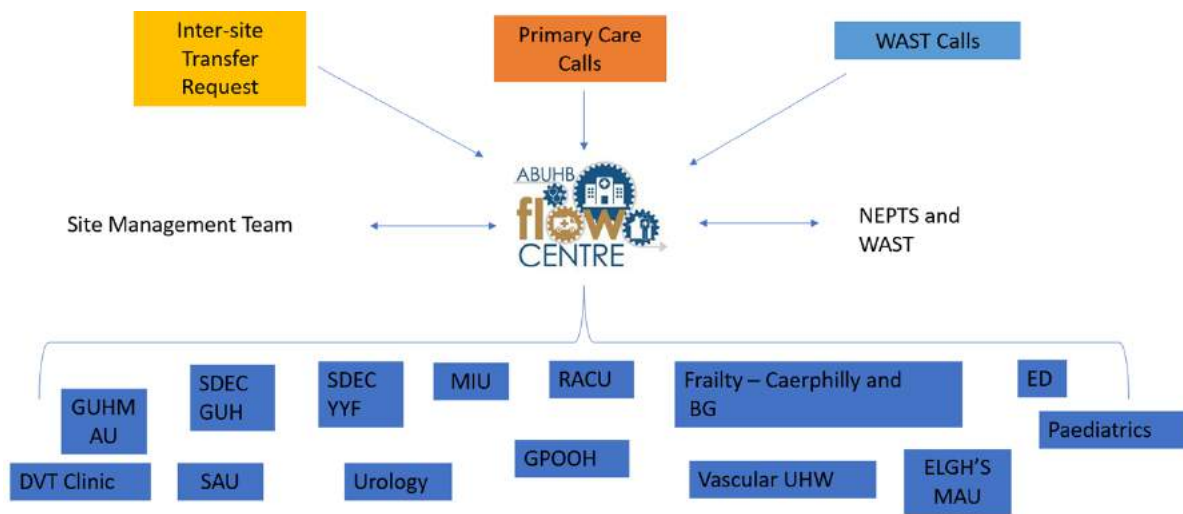 Inter-site
Transfer
Request
Primary Care
Calls
WAST Calls
ABUHB
flow
CENTRE
Site Management Team
NEPTS and
WAST
GUHM
AU
SDEC
GUH
SDEC
YYF
MIU
RACU
Frailty – Caerphilly and
BG
ED
Paediatrics
DVT Clinic
SAU
Urology
GPOOH
Vascular UHW
ELGH'S
MAU